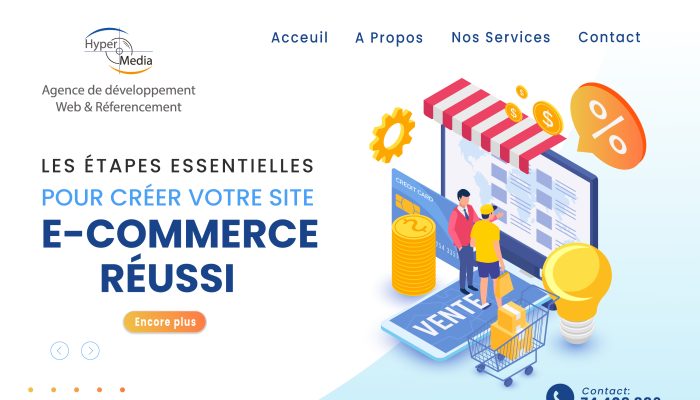 Hyper
Media
Agence de développement
Web & Réferencement
Acceuil
A Propos
Nos Services
Contact
LES ÉTAPES ESSENTIELLES
POUR CRÉER VOTRE SITE
E-COMMERCE
RÉUSSI
Encore plus
CREDIT CARD
VENTE
Contact: